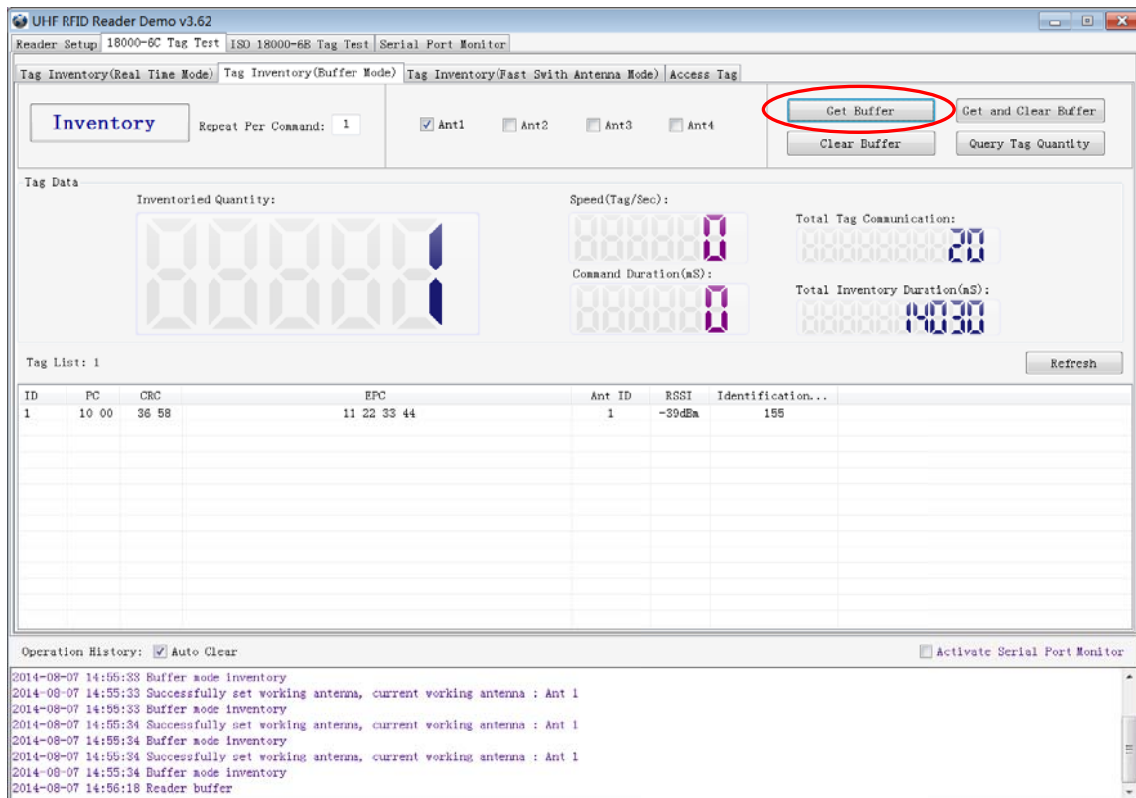 UHF RFID Reader Demo v3.62
Reader Setup 18000-6C Tag Test ISO 18000-6B Tag Test Serial Port Monitor
Tag Inventory(Real Time Mode) Tag Inventory(Buffer Mode) Tag Inventory(Fast Swith Antenna Mode) Access Tag
Inventory Repeat Per Command: 1 Ant1 Ant2 Ant3 Ant4 Get Buffer Get and Clear Buffer
Clear Buffer Query Tag Quantity
Tag Data
Inventoried Quantity: Speed(Tag/Sec): Total Tag Communication:
1 0 20
Command Duration(mS): Total Inventory Duration(mS):
0 14030
Tag List: 1 Refresh
ID PC CRC EPC Ant ID RSSI Identification...
1 10 00 36 58 11 22 33 44 1 -39dBm 155
Operation History: Auto Clear Activate Serial Port Monitor
2014-08-07 14:55:33 Buffer mode inventory
2014-08-07 14:55:33 Successfully set working antenna, current working antenna : Ant 1
2014-08-07 14:55:33 Buffer mode inventory
2014-08-07 14:55:34 Successfully set working antenna, current working antenna : Ant 1
2014-08-07 14:55:34 Buffer mode inventory
2014-08-07 14:55:34 Successfully set working antenna, current working antenna : Ant 1
2014-08-07 14:55:34 Buffer mode inventory
2014-08-07 14:56:18 Reader buffer